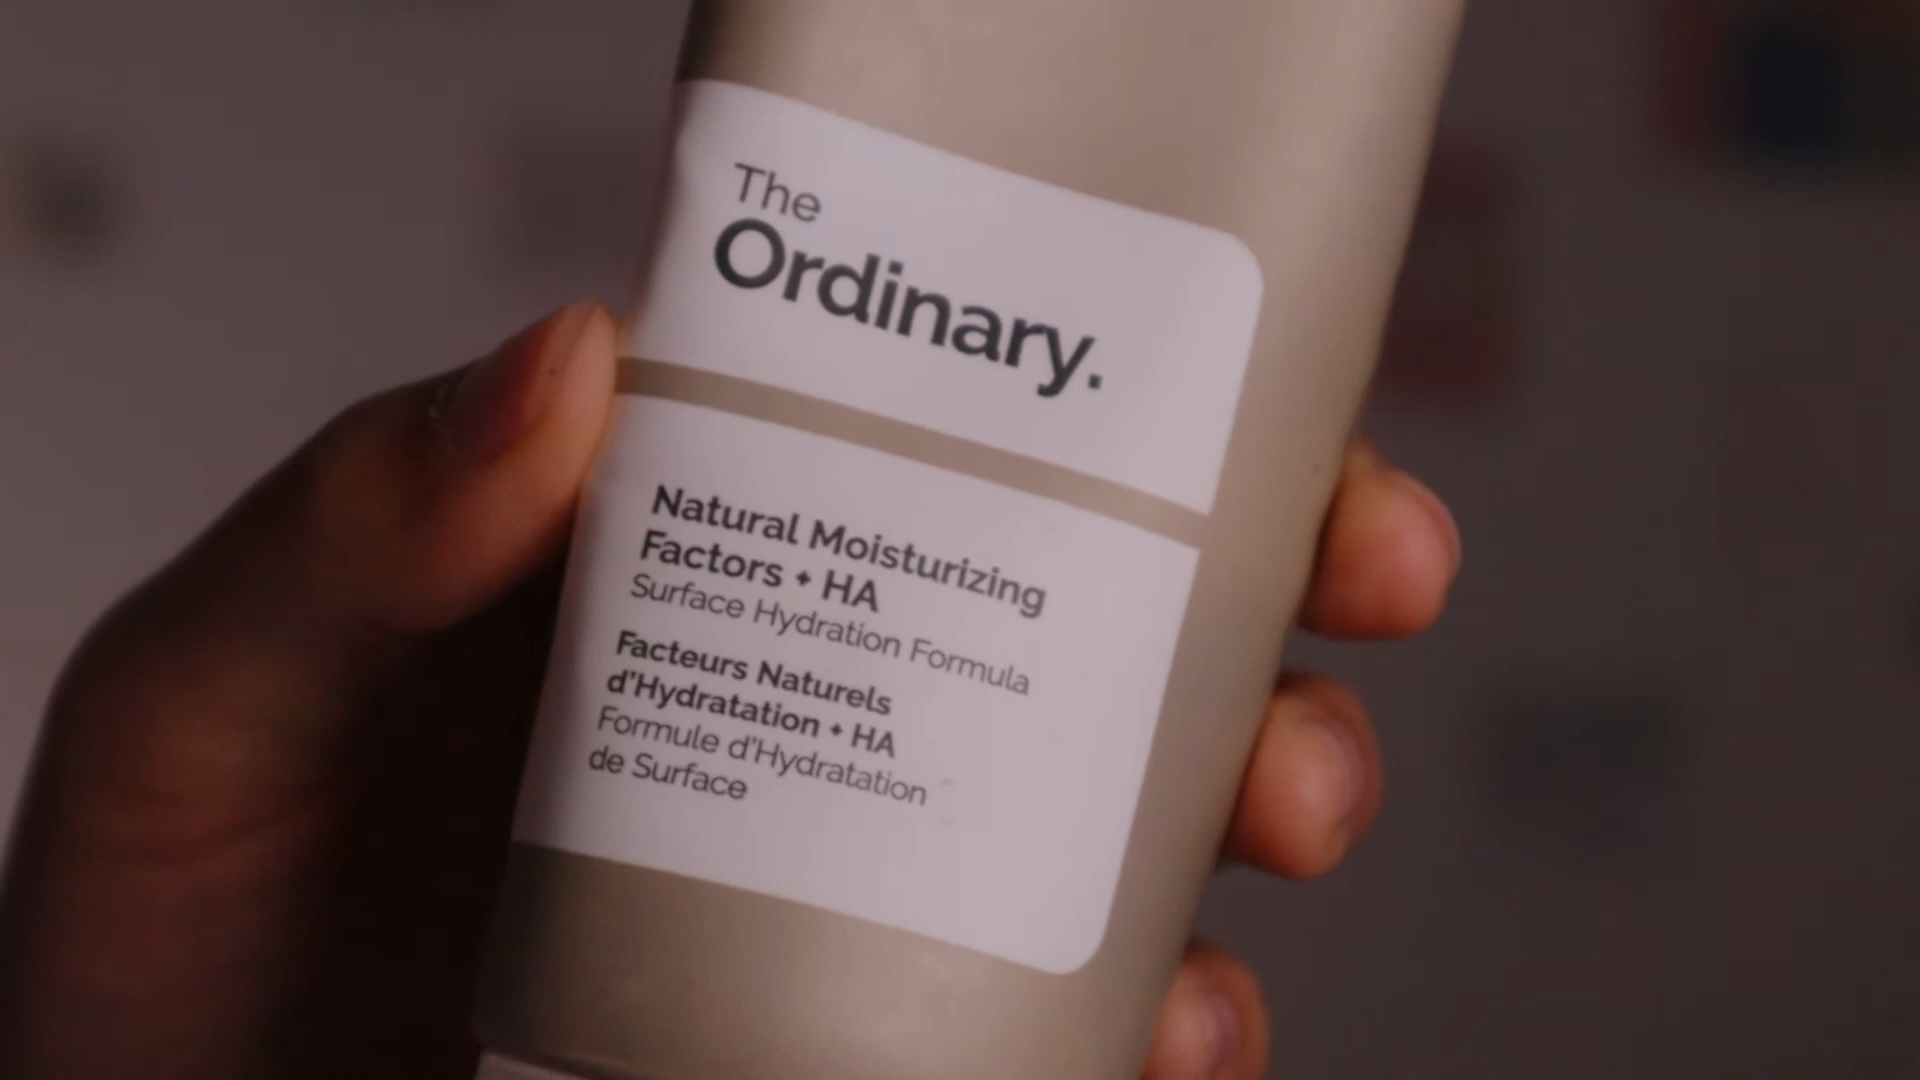 The
Ordinary.
Natural Moisturizing
Factors + HA
Surface Hydration Formula
Facteurs Naturels
d'Hydratation + HA
Formule d'Hydratation
de Surface